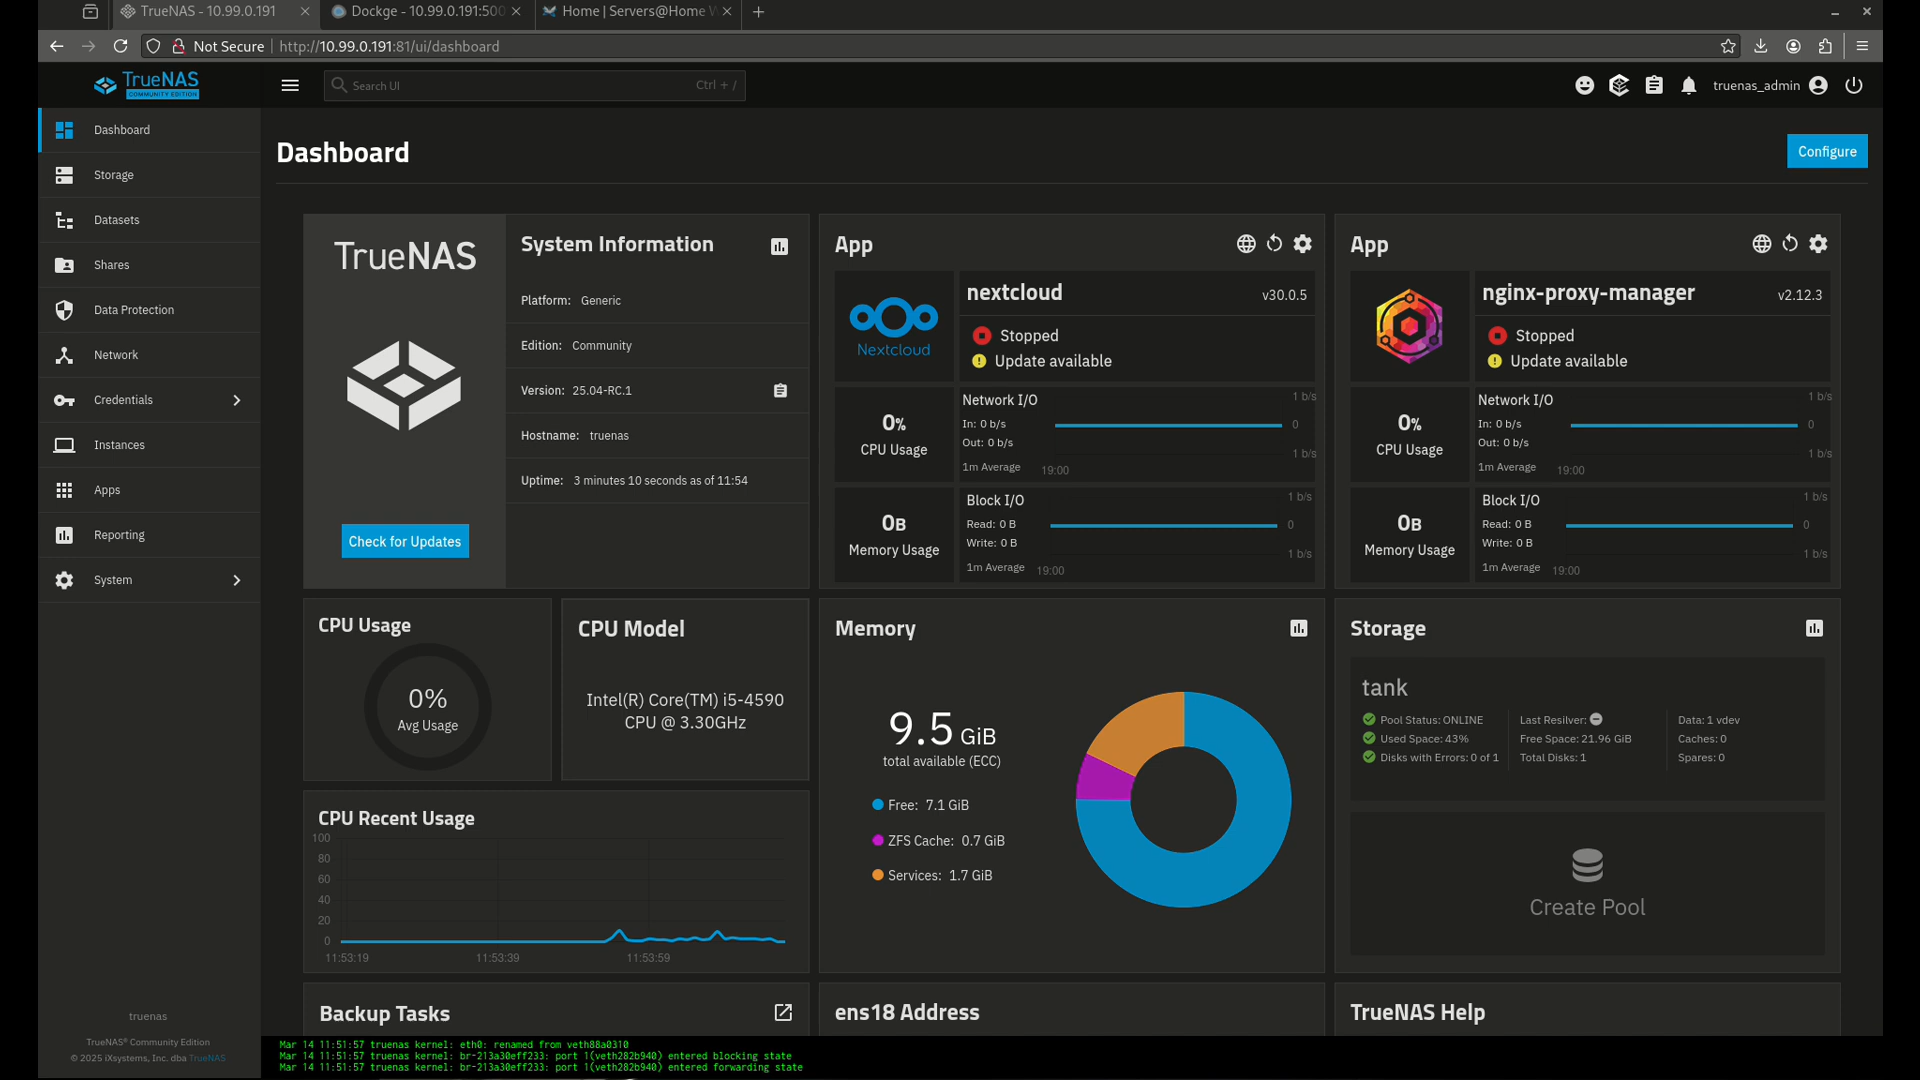 TrueNAS - 10.99.0.191
Dockge - 10.99.0.191:500
Home | Servers@Home W
Not Secure
http://10.99.0.191:81/ui/dashboard
TrueNAS
COMMUNITY EDITION
Search UI
Ctrl + /
truenas_admin
Dashboard
Storage
Datasets
Shares
Data Protection
Network
Credentials
Instances
Apps
Reporting
System
truenas
TrueNAS® Community Edition
© 2025 iXsystems, Inc. dba TrueNAS
Dashboard
Configure
TrueNAS
Check for Updates
System Information
Platform: Generic
Edition: Community
Version: 25.04-RC.1
Hostname: truenas
Uptime: 3 minutes 10 seconds as of 11:54
App
Nextcloud
nextcloud
v30.0.5
Stopped
Update available
0%
CPU Usage
Network I/O
In: 0 b/s
Out: 0 b/s
1m Average
1 b/s
0
1 b/s
19:00
0B
Memory Usage
Block I/O
Read: 0 B
Write: 0 B
1m Average
1 b/s
0
1 b/s
19:00
App
nginx-proxy-manager
v2.12.3
Stopped
Update available
0%
CPU Usage
Network I/O
In: 0 b/s
Out: 0 b/s
1m Average
1 b/s
0
1 b/s
19:00
0B
Memory Usage
Block I/O
Read: 0 B
Write: 0 B
1m Average
1 b/s
0
1 b/s
19:00
CPU Usage
0%
Avg Usage
CPU Model
Intel(R) Core(TM) i5-4590
CPU @ 3.30GHz
CPU Recent Usage
100
80
60
40
20
0
11:53:19
11:53:39
11:53:59
Memory
9.5 GiB
total available (ECC)
Free: 7.1 GiB
ZFS Cache: 0.7 GiB
Services: 1.7 GiB
Storage
tank
Pool Status: ONLINE
Used Space: 43%
Disks with Errors: 0 of 1
Last Resilver:
Free Space: 21.96 GiB
Total Disks: 1
Data: 1 vdev
Caches: 0
Spares: 0
Create Pool
Backup Tasks
ens18 Address
TrueNAS Help
Mar 14 11:51:57 truenas kernel: eth0: renamed from veth88a0310
Mar 14 11:51:57 truenas kernel: br-213a30eff233: port 1(veth282b940) entered blocking state
Mar 14 11:51:57 truenas kernel: br-213a30eff233: port 1(veth282b940) entered forwarding state